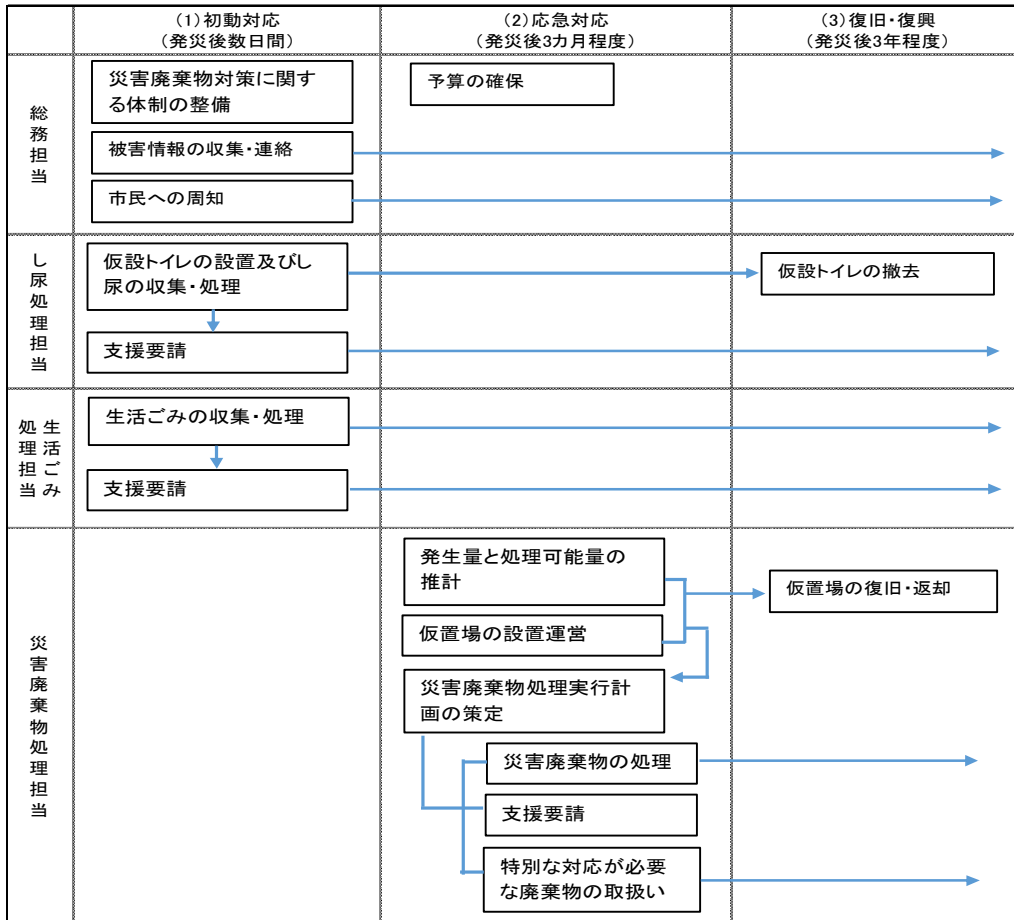 (1)初動対応
(発災後数日間)
(2)応急対応
(発災後3カ月程度)
(3)復旧・復興
(発災後3年程度)
総務担当
災害廃棄物対策に関す
る体制の整備
予算の確保
被害情報の収集・連絡
市民への周知
し尿処理担当
仮設トイレの設置及びし
尿の収集・処理
仮設トイレの撤去
支援要請
生活ごみ
処理担当
生活ごみの収集・処理
支援要請
災害廃棄物処理担当
発生量と処理可能量の
推計
仮置場の復旧・返却
仮置場の設置運営
災害廃棄物処理実行計
画の策定
災害廃棄物の処理
支援要請
特別な対応が必要
な廃棄物の取扱い